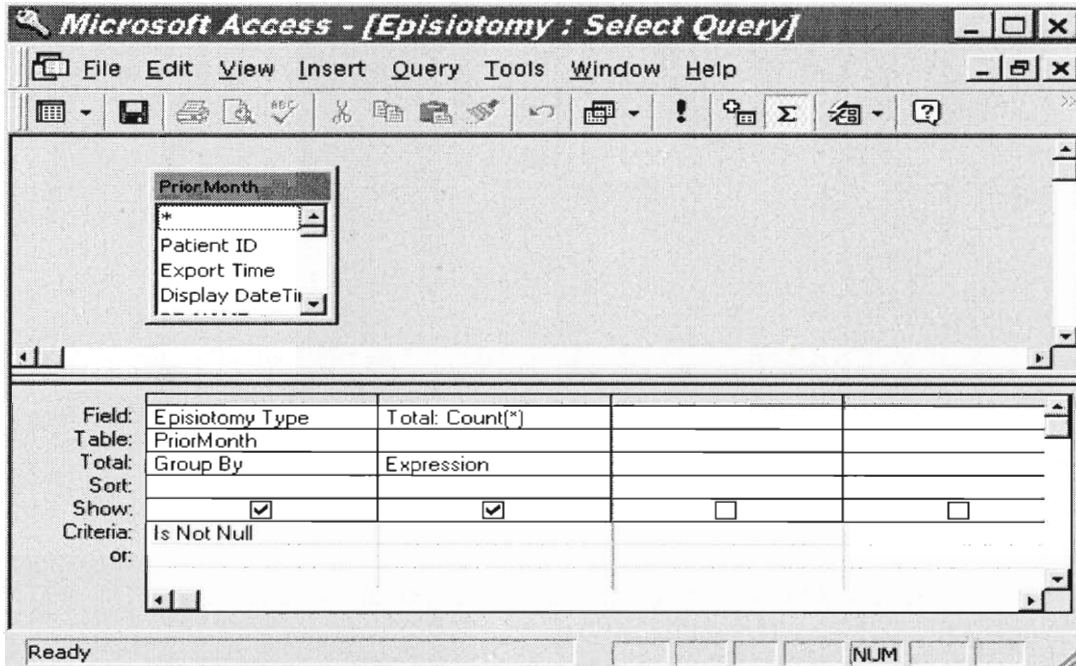 Microsoft Access - [Episiotomy : Select Query]
File Edit View Insert Query Tools Window Help
PriorMonth
*
Patient ID
Export Time
Display DateTi
Field: Episiotomy Type Total: Count(*)
Table: PriorMonth
Total: Group By Expression
Sort:
Show:
Criteria: Is Not Null
or:
Ready NUM